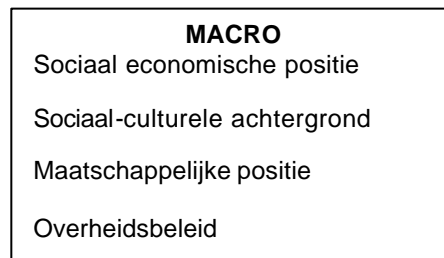 MACRO
Sociaal economische positie
Sociaal-culturele achtergrond
Maatschappelijke positie
Overheidsbeleid